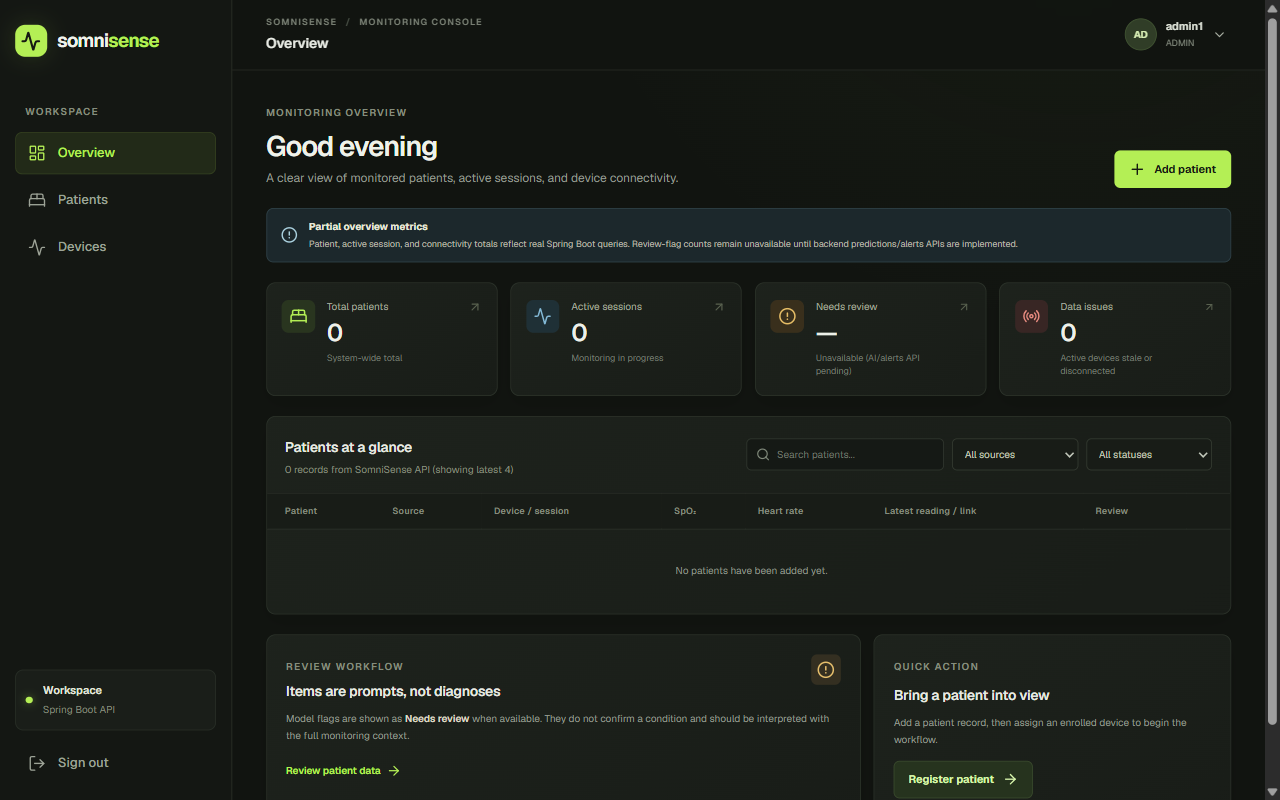 somnisense
WORKSPACE
Overview
Patients
Devices
Workspace
Spring Boot API
Sign out
SOMNISENSE / MONITORING CONSOLE
Overview
AD
admin1
ADMIN
MONITORING OVERVIEW
Good evening
A clear view of monitored patients, active sessions, and device connectivity.
Add patient
Partial overview metrics
Patient, active session, and connectivity totals reflect real Spring Boot queries. Review-flag counts remain unavailable until backend predictions/alerts APIs are implemented.
Total patients
0
System-wide total
Active sessions
0
Monitoring in progress
Needs review
—
Unavailable (AI/alerts API
pending)
Data issues
0
Active devices stale or
disconnected
Patients at a glance
0 records from SomniSense API (showing latest 4)
Search patients...
All sources
All statuses
Patient Source Device / session SpO₂ Heart rate Latest reading / link Review
No patients have been added yet.
REVIEW WORKFLOW
Items are prompts, not diagnoses
Model flags are shown as Needs review when available. They do not confirm a condition and should be interpreted with
the full monitoring context.
Review patient data
QUICK ACTION
Bring a patient into view
Add a patient record, then assign an enrolled device to begin the
workflow.
Register patient